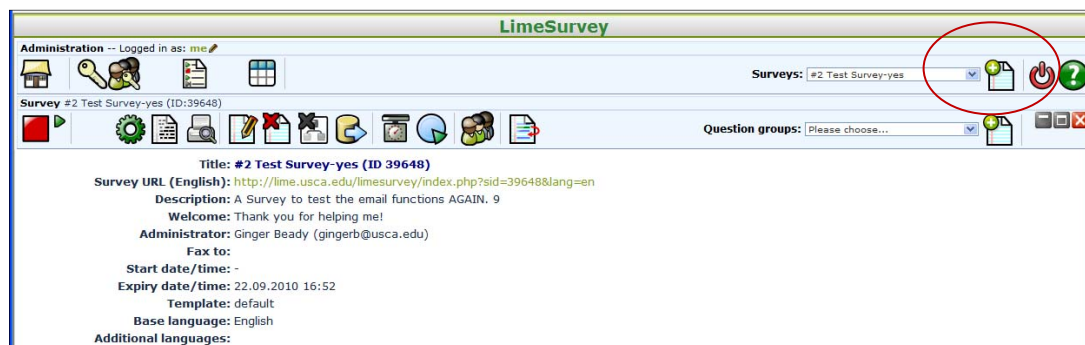 LimeSurvey
Administration -- Logged in as: me
Surveys: #2 Test Survey-yes
Survey #2 Test Survey-yes (ID:39648)
Question groups: Please choose...
Title: #2 Test Survey-yes (ID 39648)
Survey URL (English): http://lime.usca.edu/limesurvey/index.php?sid=39648&lang=en
Description: A Survey to test the email functions AGAIN. 9
Welcome: Thank you for helping me!
Administrator: Ginger Beady (gingerb@usca.edu)
Fax to:
Start date/time: -
Expiry date/time: 22.09.2010 16:52
Template: default
Base language: English
Additional languages: